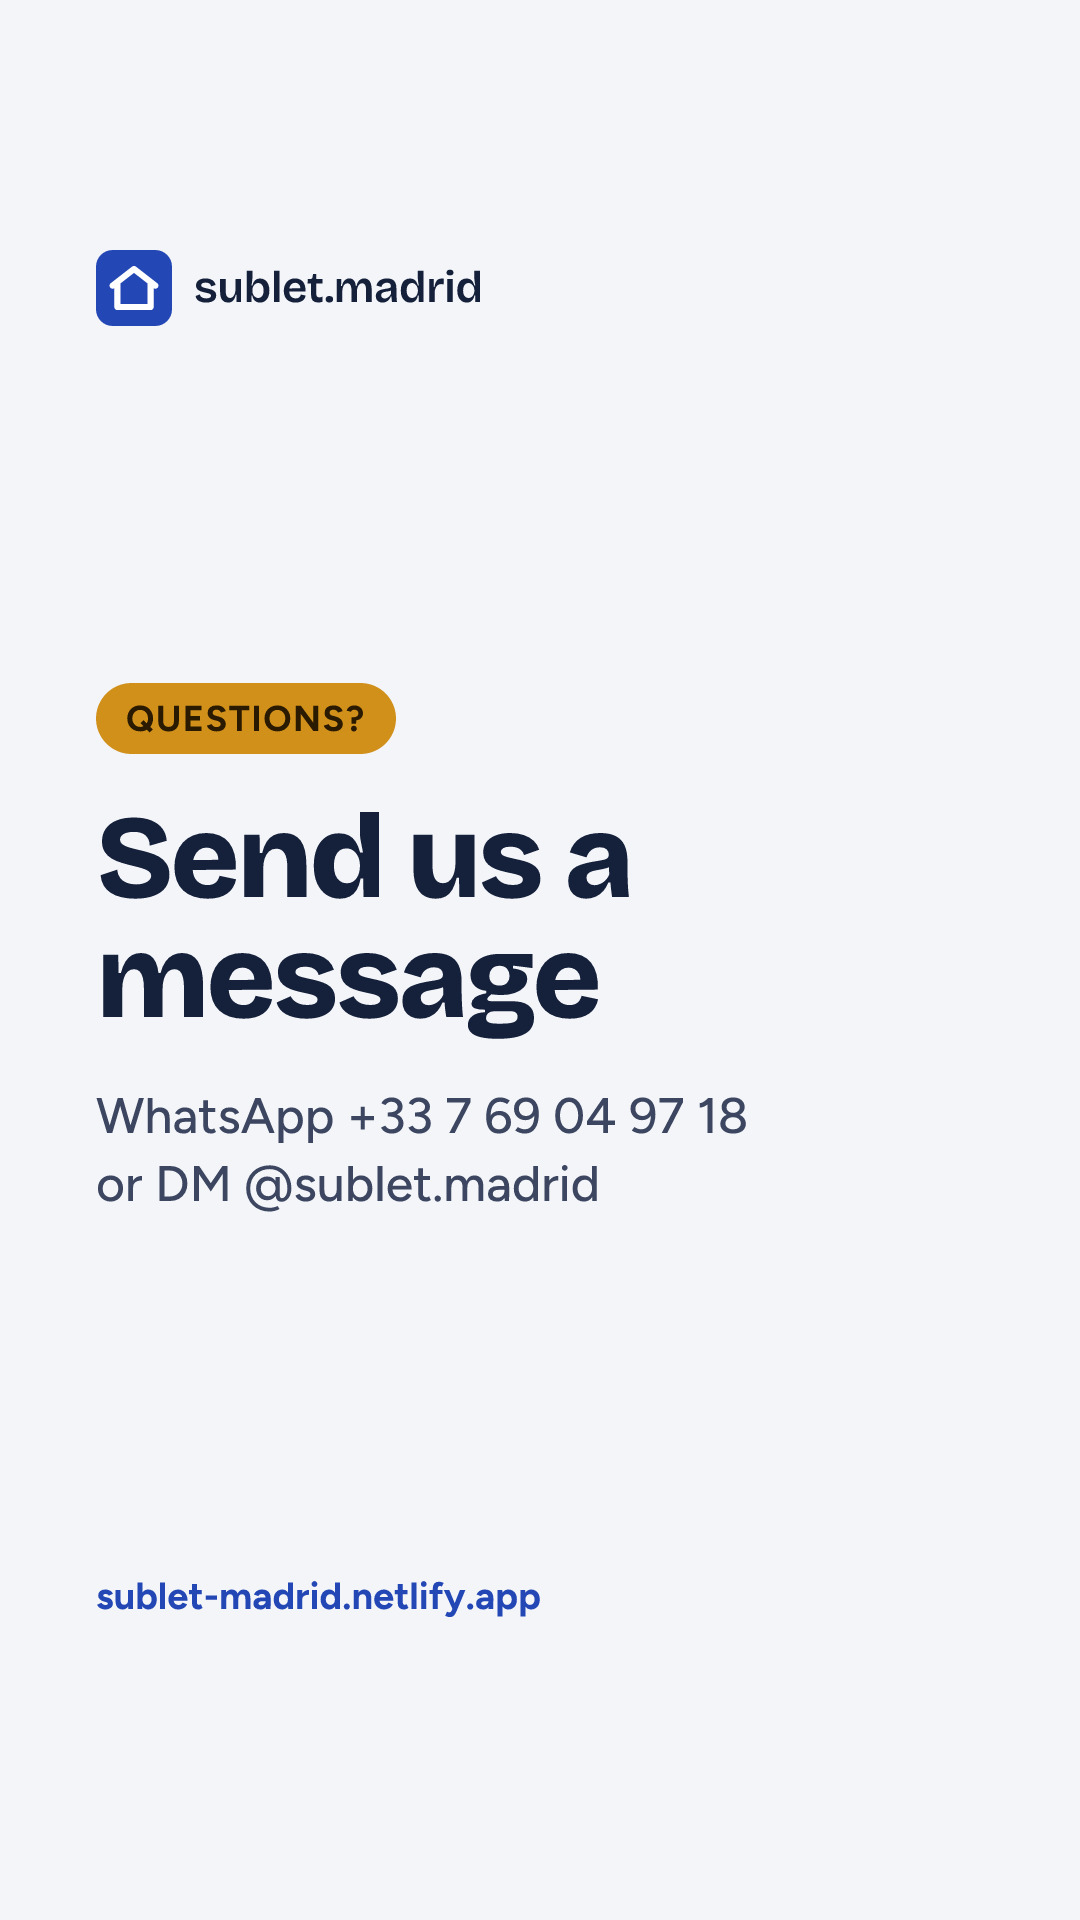 sublet.madrid
QUESTIONS?
Send us a
message
WhatsApp +33 7 69 04 97 18
or DM @sublet.madrid
sublet-madrid.netlify.app